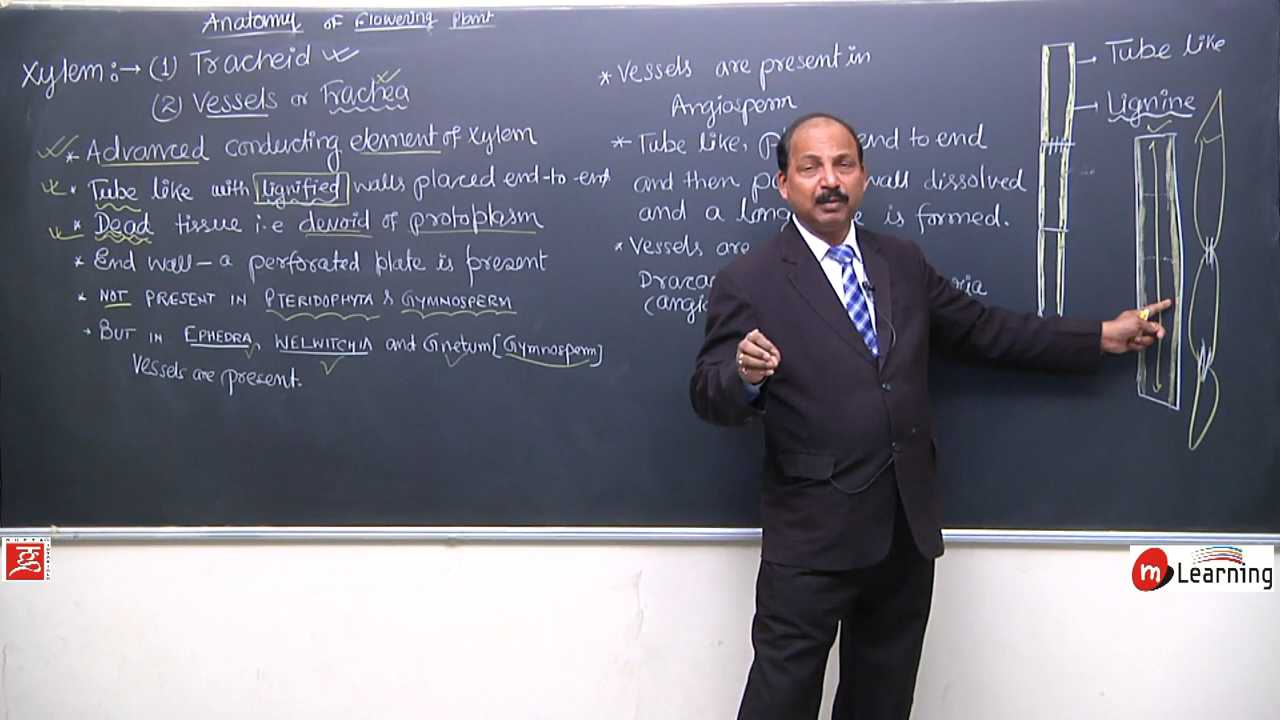 Anatomy of Flowering Plant
Xylem :→ (1) Tracheid
(2) Vessels or Trachea
* Advanced conducting element of Xylem
* Tube like with lignified walls placed end-to-end
* Dead tissue i.e devoid of protoplasm
* End wall - a perforated plate is present
* NOT PRESENT IN PTERIDOPHYTA & GYMNOSPERM
• BUT IN EPHEDRA, WELWITCHIA and Gnetum [Gymnosperm]
Vessels are present.
* Vessels are present in
Angiosperm
* Tube like, end to end
and then wall dissolved
and a long is formed.
* Vessels are
→ Tube like
→ Lignine
GUPTA
m Learning